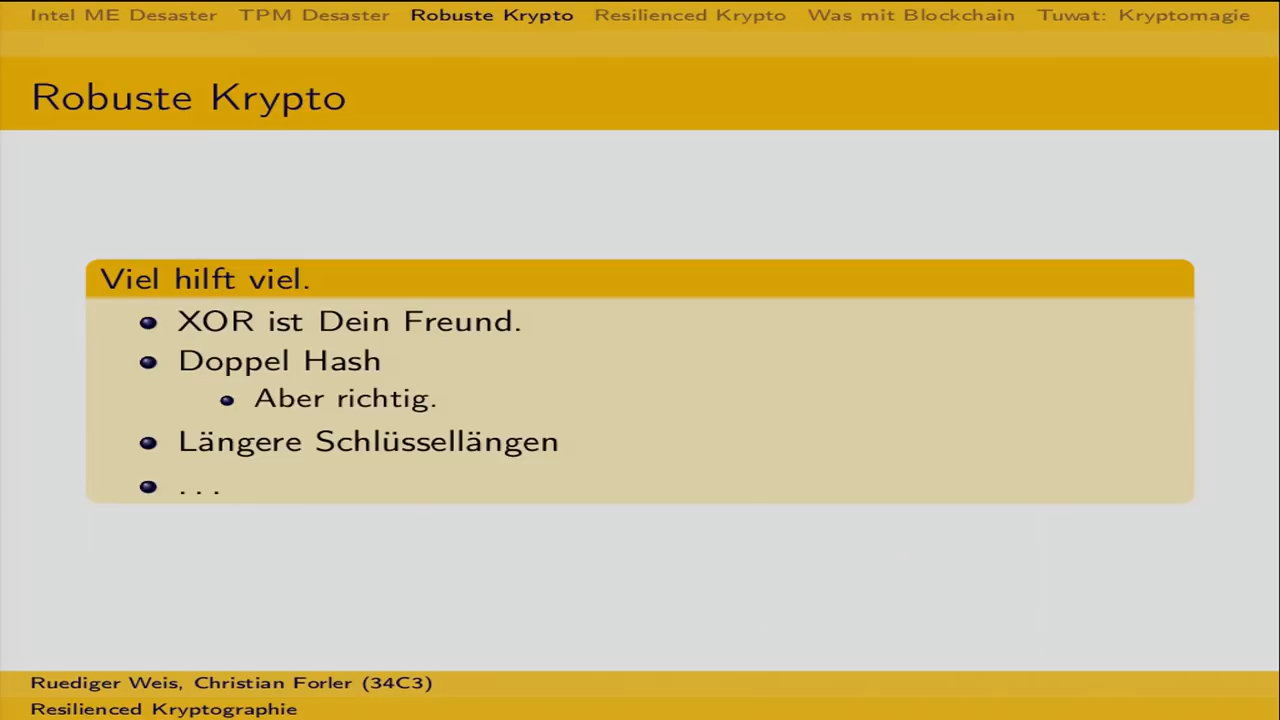 Intel ME Desaster TPM Desaster Robuste Krypto Resilienced Krypto Was mit Blockchain Tuwat: Kryptomagie
Robuste Krypto
Viel hilft viel.
XOR ist Dein Freund.
Doppel Hash
Aber richtig.
Längere Schlüssellängen
. . .
Ruediger Weis, Christian Forler (34C3)
Resilienced Kryptographie